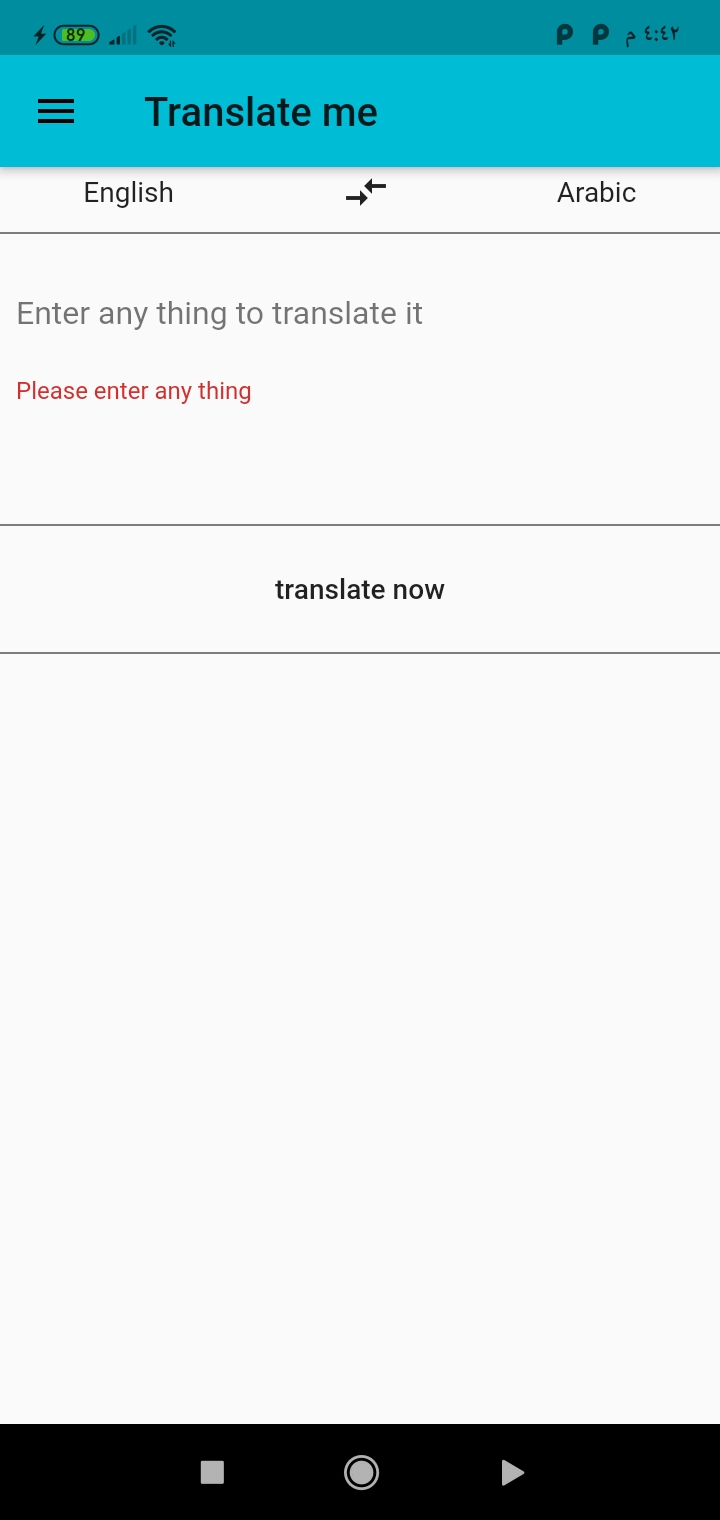 89
٤:٤٢ م
Translate me
English
Arabic
Enter any thing to translate it
Please enter any thing
translate now